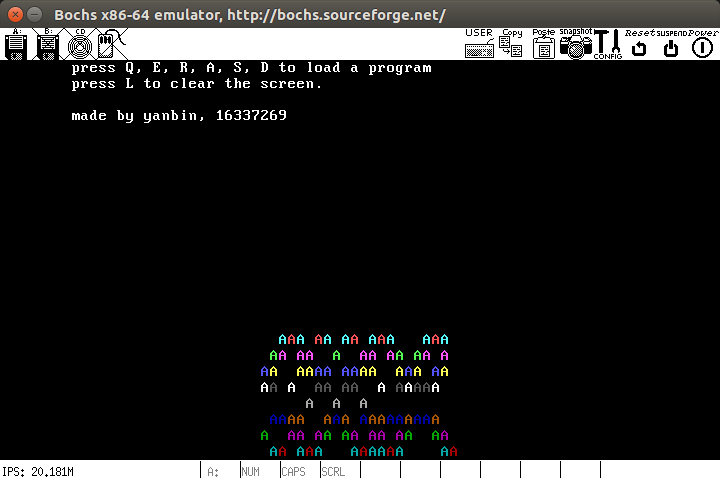 Bochs x86-64 emulator, http://bochs.sourceforge.net/
A: B: CD USER Copy Paste snapshot CONFIG Reset SUSPEND Power
press Q, E, R, A, S, D to load a program
press L to clear the screen.
made by yanbin, 16337269
AAA AA AA AAA AAA
AA AA A AA AA AA A
AA AAAA AAAA AAA AA
AA A AA AA A AAAAA
A A A
AAAA AAA AAAAAAAAA
A AA AA AA AA AA
AA AAA AAAAAA AA
IPS: 20.181M A: NUM CAPS SCRL